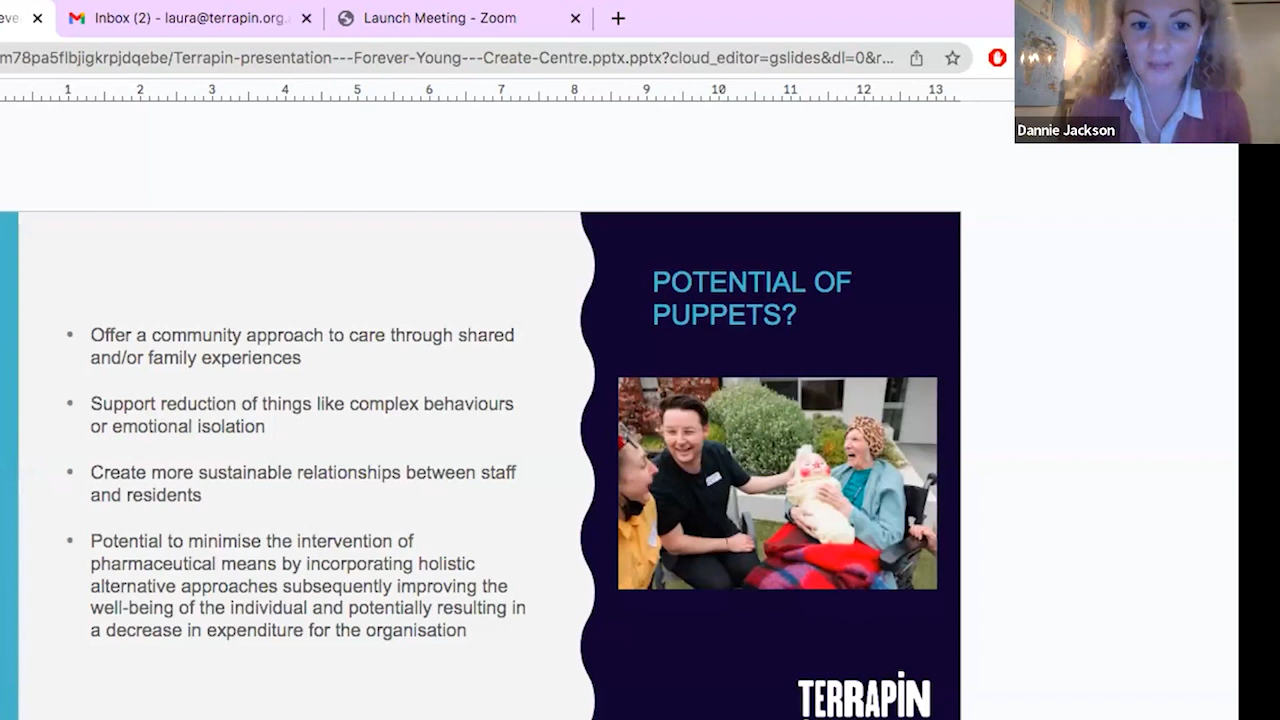 eve
Inbox (2) - laura@terrapin.org.
Launch Meeting - Zoom
m78pa5flbjigkrpjdqebe/Terrapin-presentation---Forever-Young---Create-Centre.pptx.pptx?cloud_editor=gslides&dl=0&r...
1 2 3 4 5 6 7 8 9 10 11 12 13
Dannie Jackson
POTENTIAL OF
PUPPETS?
• Offer a community approach to care through shared
and/or family experiences
• Support reduction of things like complex behaviours
or emotional isolation
• Create more sustainable relationships between staff
and residents
• Potential to minimise the intervention of
pharmaceutical means by incorporating holistic
alternative approaches subsequently improving the
well-being of the individual and potentially resulting in
a decrease in expenditure for the organisation
TERRAPIN